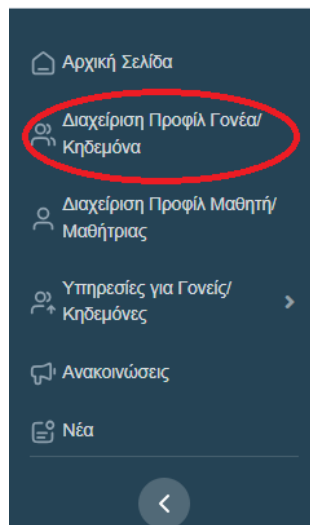 Αρχική Σελίδα
Διαχείριση Προφίλ Γονέα/
Κηδεμόνα
Διαχείριση Προφίλ Μαθητή/
Μαθήτριας
Υπηρεσίες για Γονείς/
Κηδεμόνες
Ανακοινώσεις
Νέα